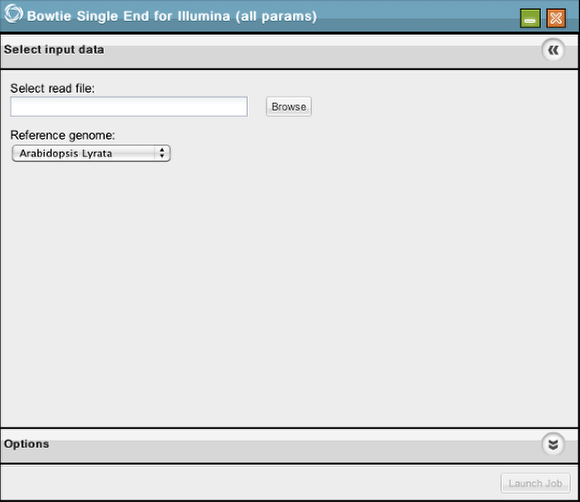 Bowtie Single End for Illumina (all params)
Select input data
Select read file:
Browse
Reference genome:
Arabidopsis Lyrata
Options
Launch Job